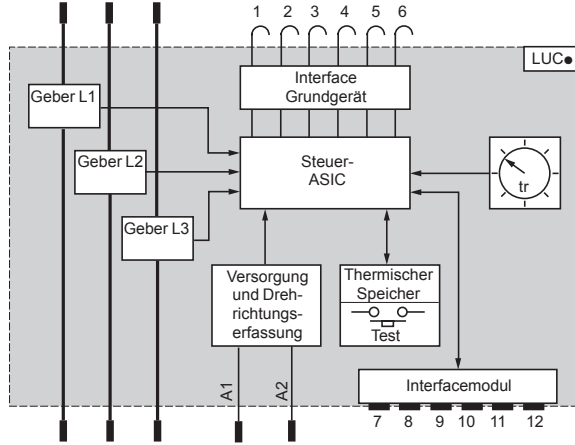 1 2 3 4 5 6
LUC●
Interface
Grundgerät
Geber L1
Geber L2
Geber L3
Steuer-
ASIC
tr
Versorgung
und Dreh-
richtungs-
erfassung
Thermischer
Speicher
Test
A1
A2
Interfacemodul
7 8 9 10 11 12